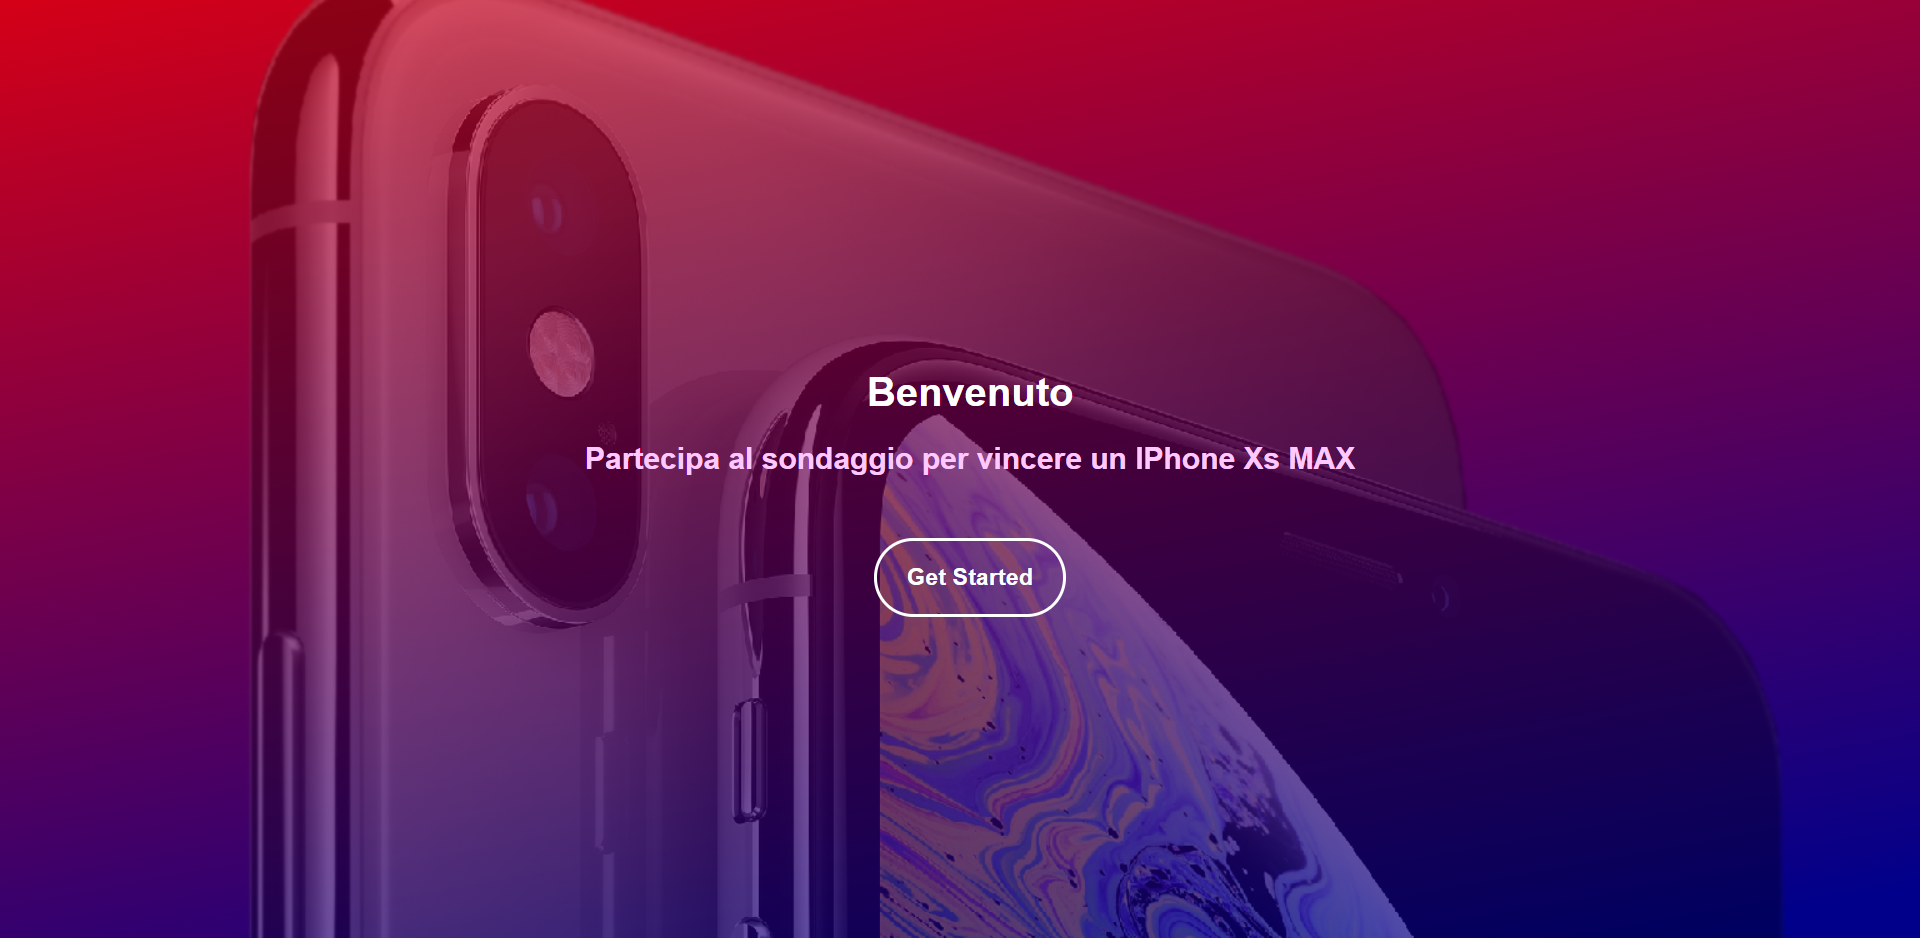 Benvenuto
Partecipa al sondaggio per vincere un IPhone Xs MAX
Get Started